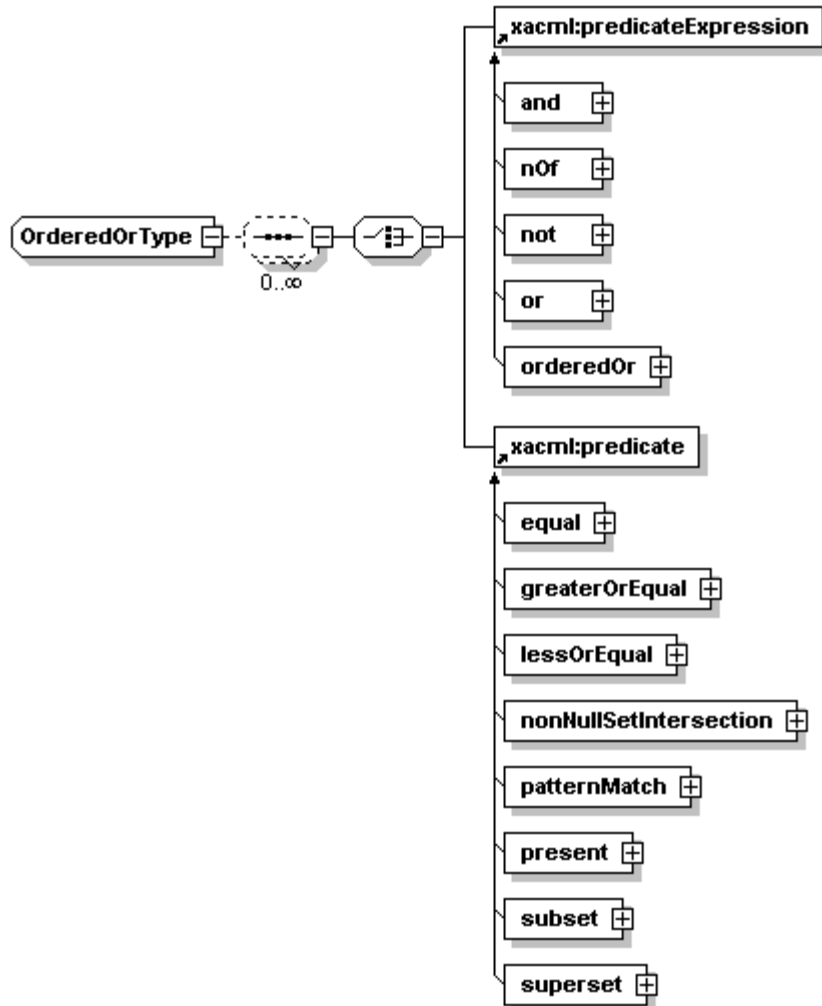 xacml:predicateExpression
and
nOf
not
OrderedOrType
0..∞
or
orderedOr
xacml:predicate
equal
greaterOrEqual
lessOrEqual
nonNullSetIntersection
patternMatch
present
subset
superset